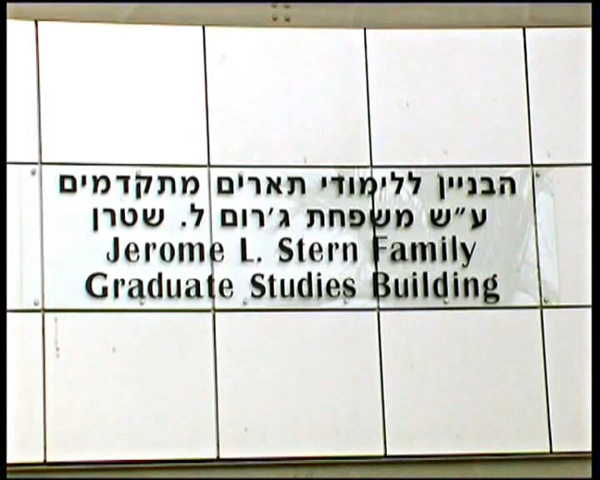 הבניין ללימודי תארים מתקדמים
ע״ש משפחת ג׳רום ל. שטרן
Jerome L. Stern Family
Graduate Studies Building